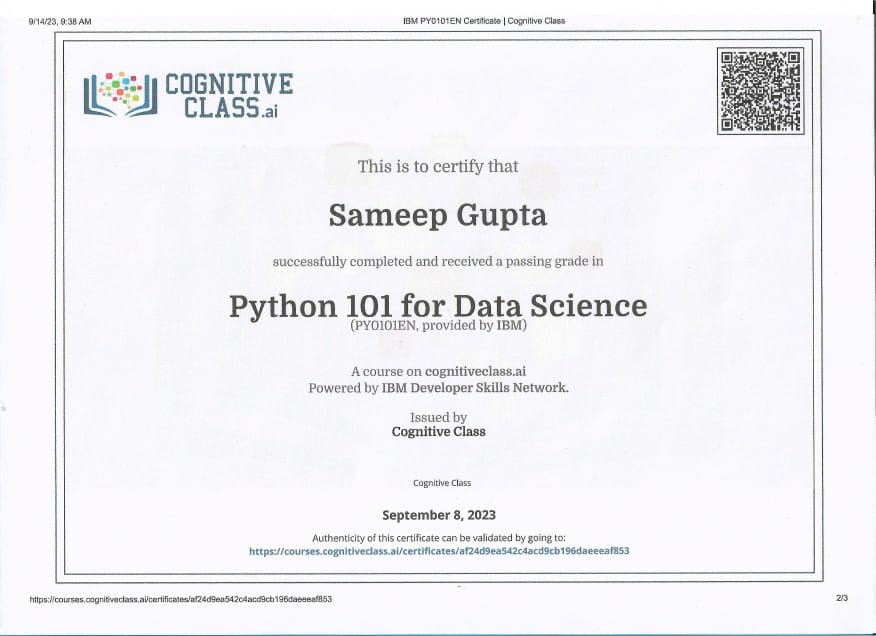 9/14/23, 9:38 AM
IBM PY0101EN Certificate | Cognitive Class
COGNITIVE
CLASS.ai
This is to certify that
Sameep Gupta
successfully completed and received a passing grade in
Python 101 for Data Science
(PY0101EN, provided by IBM)
A course on cognitiveclass.ai
Powered by IBM Developer Skills Network.
Issued by
Cognitive Class
Cognitive Class
September 8, 2023
Authenticity of this certificate can be validated by going to:
https://courses.cognitiveclass.ai/certificates/af24d9ea542c4acd9cb196daeeeaf853
https://courses.cognitiveclass.ai/certificates/af24d9ea542c4acd9cb196daeeeaf853
2/3